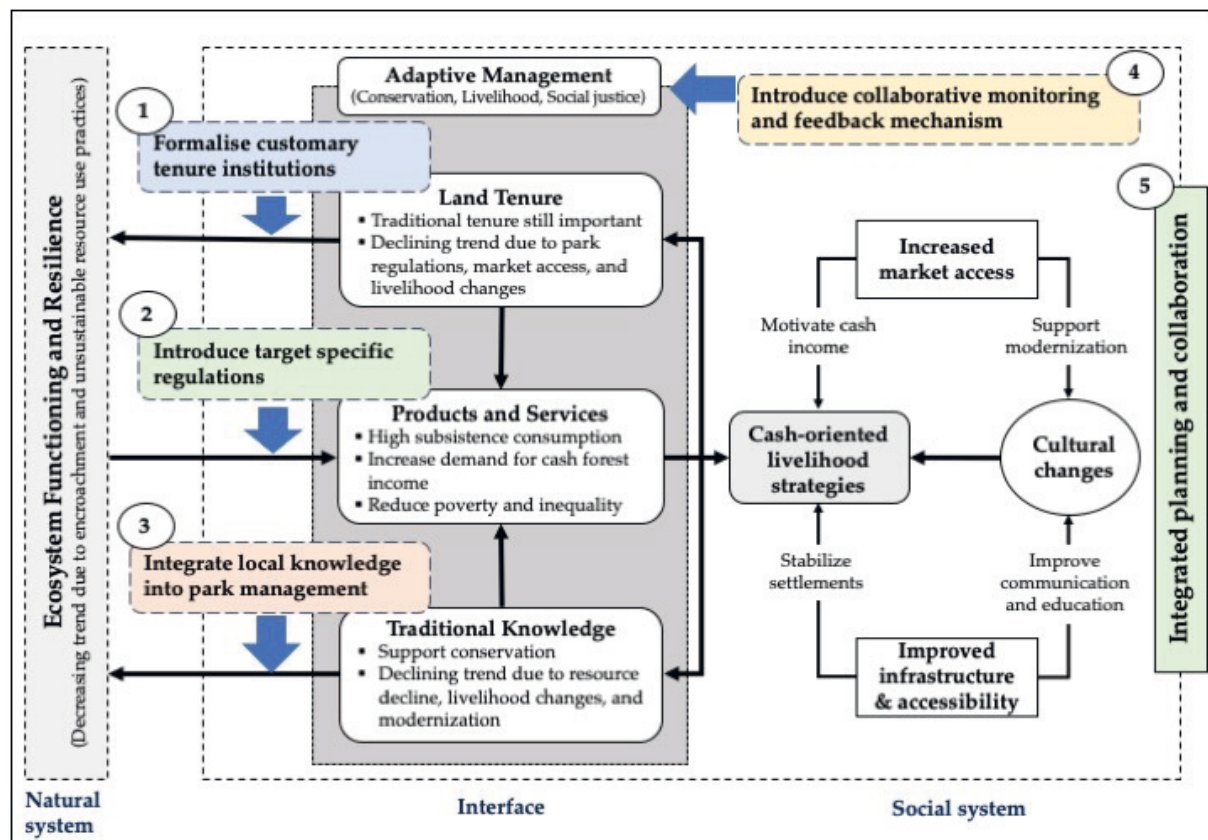 Adaptive Management
(Conservation, Livelihood, Social justice)
4
Introduce collaborative monitoring
and feedback mechanism
1
Formalise customary
tenure institutions
5
Integrated planning and collaboration
Ecosystem Functioning and Resilience
(Decreasing trend due to encroachment and unsustainable resource use practices)
Land Tenure
▪ Traditional tenure still important
▪ Declining trend due to park
regulations, market access, and
livelihood changes
Increased
market access
2
Introduce target specific
regulations
Motivate cash
income
Support
modernization
Products and Services
▪ High subsistence consumption
▪ Increase demand for cash forest
income
▪ Reduce poverty and inequality
Cash-oriented
livelihood
strategies
Cultural
changes
3
Integrate local knowledge
into park management
Stabilize
settlements
Improve
communication
and education
Traditional Knowledge
▪ Support conservation
▪ Declining trend due to resource
decline, livelihood changes, and
modernization
Improved
infrastructure
& accessibility
Natural
system
Interface
Social system